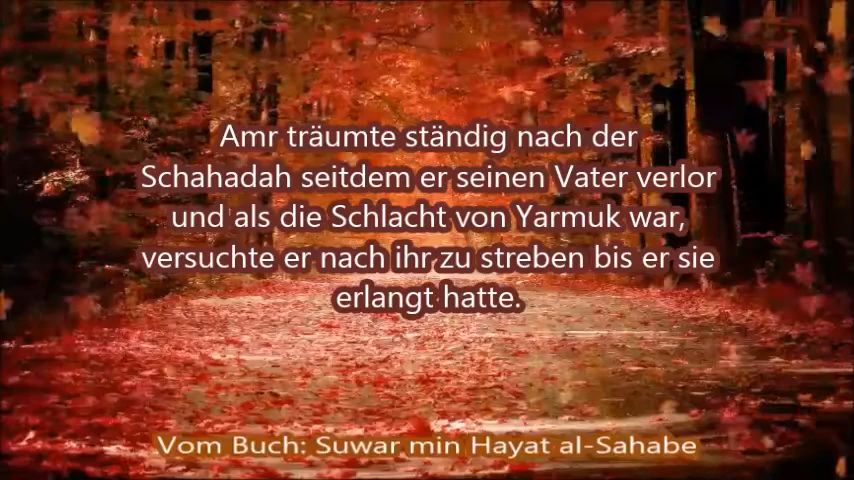 Amr träumte ständig nach der
Schahadah seitdem er seinen Vater verlor
und als die Schlacht von Yarmuk war,
versuchte er nach ihr zu streben bis er sie
erlangt hatte.
Vom Buch: Suwar min Hayat al-Sahabe